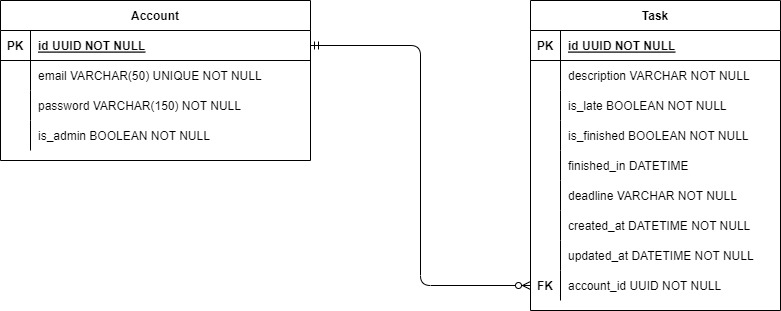 Account
PK id UUID NOT NULL
email VARCHAR(50) UNIQUE NOT NULL
password VARCHAR(150) NOT NULL
is_admin BOOLEAN NOT NULL
Task
PK id UUID NOT NULL
description VARCHAR NOT NULL
is_late BOOLEAN NOT NULL
is_finished BOOLEAN NOT NULL
finished_in DATETIME
deadline VARCHAR NOT NULL
created_at DATETIME NOT NULL
updated_at DATETIME NOT NULL
FK account_id UUID NOT NULL